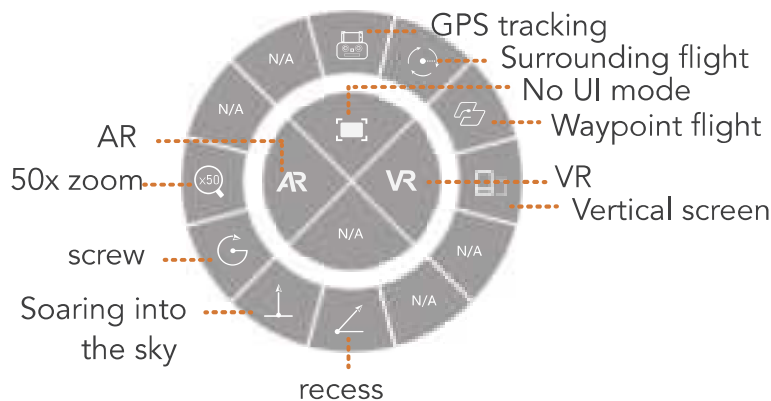 GPS tracking
Surrounding flight
No UI mode
Waypoint flight
VR
Vertical screen
AR
50x zoom
screw
Soaring into
the sky
recess
N/A
N/A
x50
AR
VR
N/A
N/A
N/A